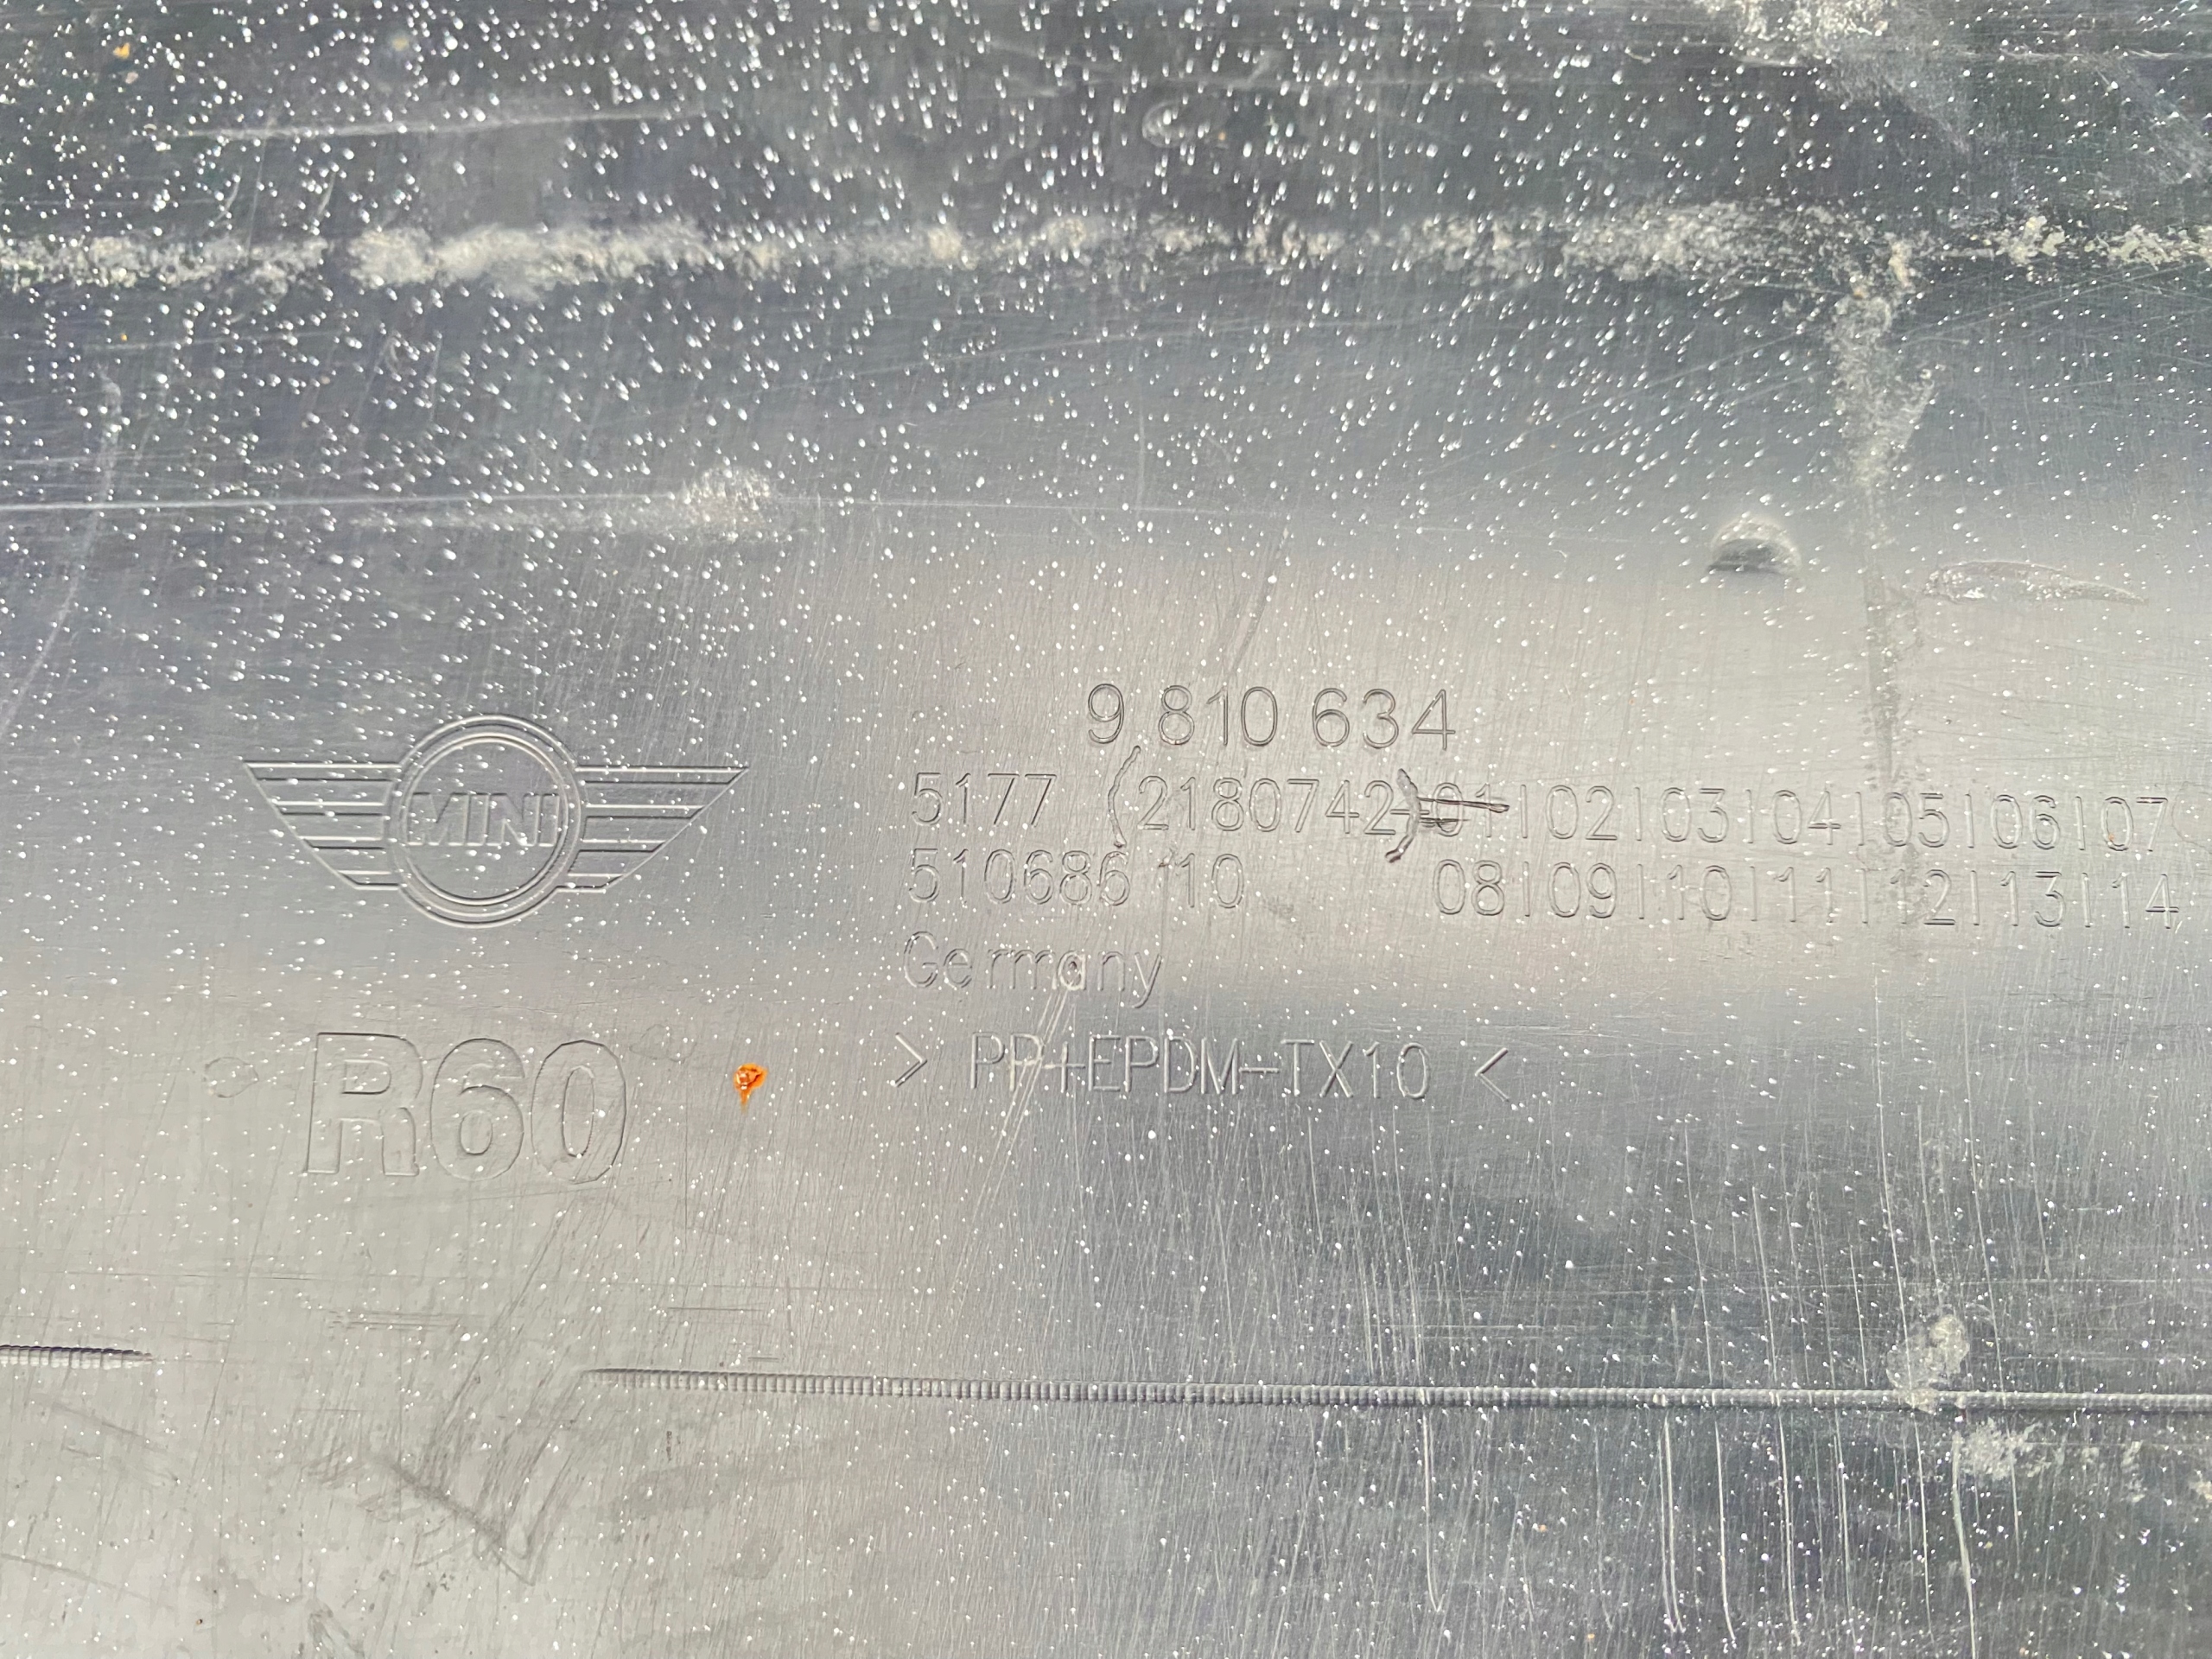 9 810 634
MINI
5177 (2180742) 01|02|03|04|05|06|07
510686 10 08|09|10|11|12|13|14
Germany
R60
> PP+EPDM-TX10 <